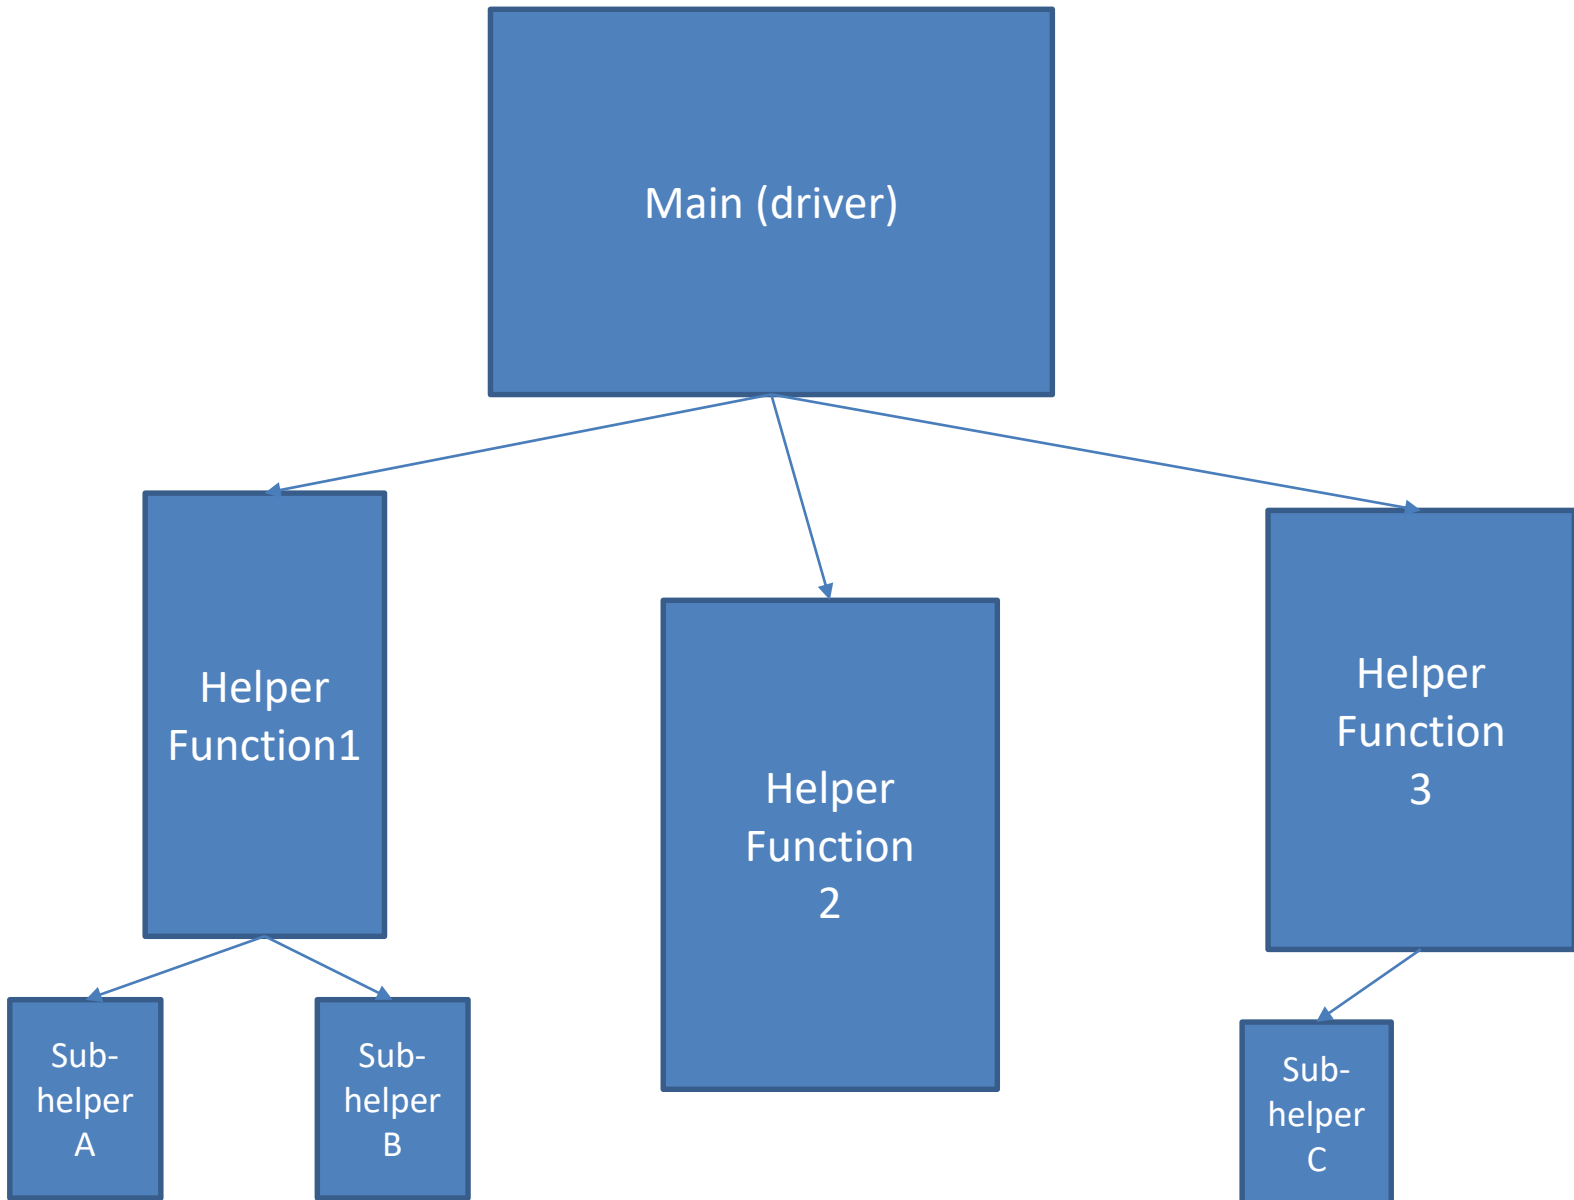 Main (driver)
Helper
Function1
Helper
Function
2
Helper
Function
3
Sub-
helper
A
Sub-
helper
B
Sub-
helper
C